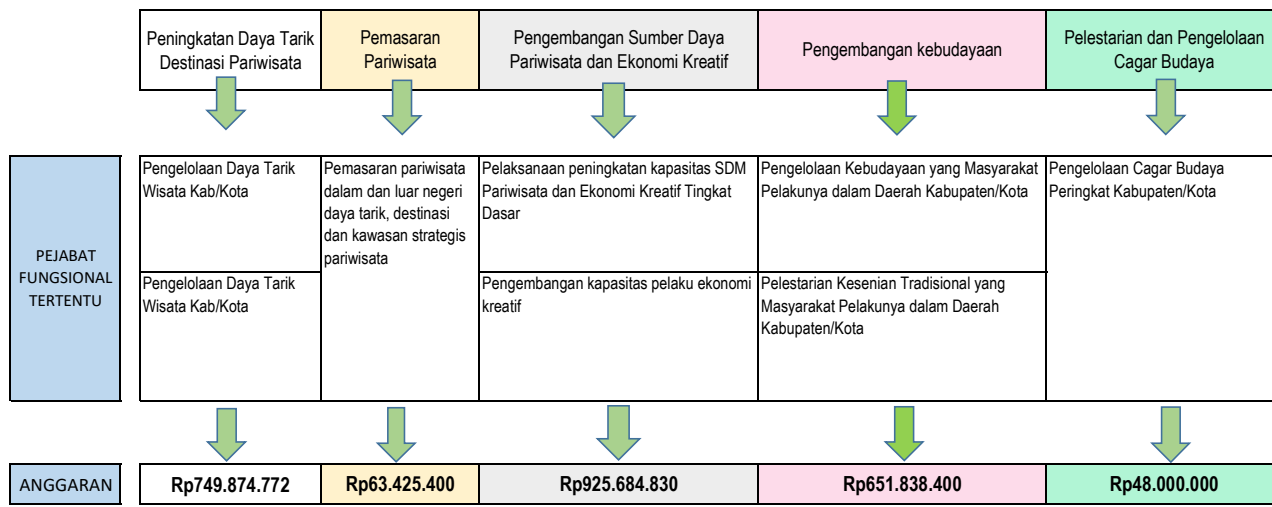 Peningkatan Daya Tarik
Destinasi Pariwisata
Pemasaran
Pariwisata
Pengembangan Sumber Daya
Pariwisata dan Ekonomi Kreatif
Pengembangan kebudayaan
Pelestarian dan Pengelolaan
Cagar Budaya
PEJABAT
FUNGSIONAL
TERTENTU
Pengelolaan Daya Tarik
Wisata Kab/Kota
Pemasaran pariwisata
dalam dan luar negeri
daya tarik, destinasi
dan kawasan strategis
pariwisata
Pelaksanaan peningkatan kapasitas SDM
Pariwisata dan Ekonomi Kreatif Tingkat
Dasar
Pengelolaan Kebudayaan yang Masyarakat
Pelakunya dalam Daerah Kabupaten/Kota
Pengelolaan Cagar Budaya
Peringkat Kabupaten/Kota
Pengelolaan Daya Tarik
Wisata Kab/Kota
Pengembangan kapasitas pelaku ekonomi
kreatif
Pelestarian Kesenian Tradisional yang
Masyarakat Pelakunya dalam Daerah
Kabupaten/Kota
ANGGARAN
Rp749.874.772
Rp63.425.400
Rp925.684.830
Rp651.838.400
Rp48.000.000